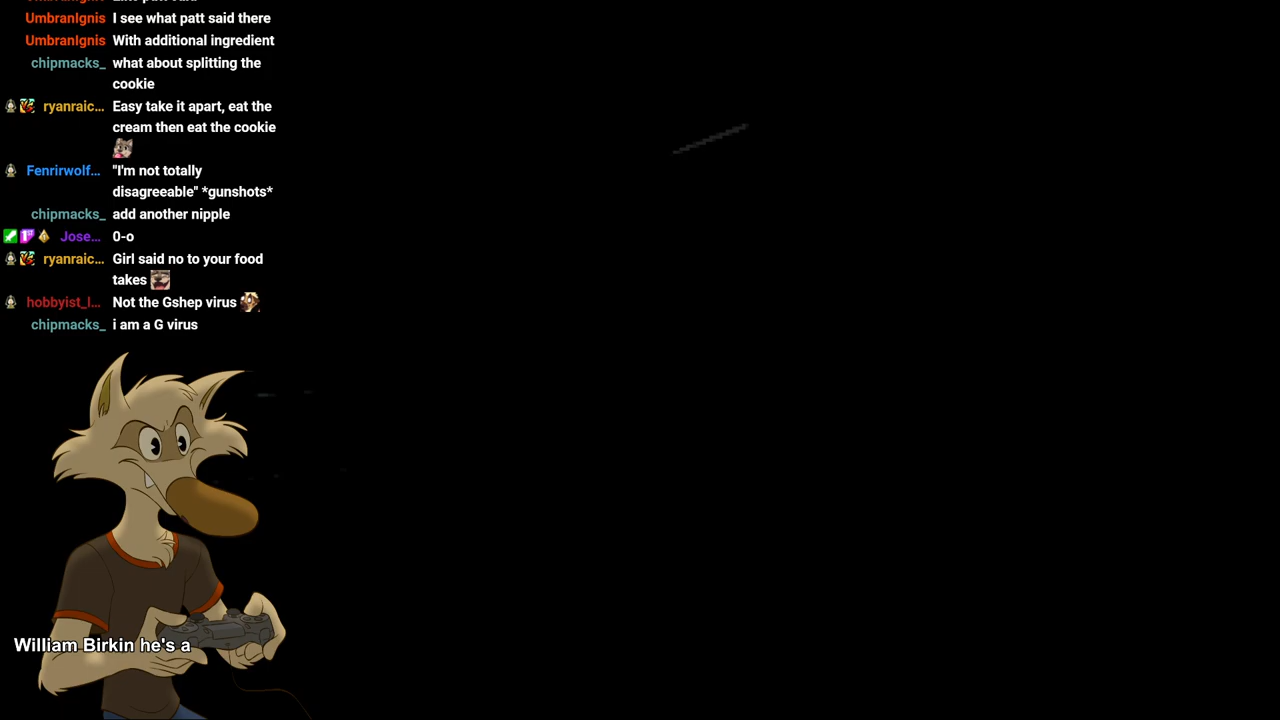 UmbranIgnis I see what patt said there
UmbranIgnis With additional ingredient
chipmacks_ what about splitting the
cookie
ryanraic... Easy take it apart, eat the
cream then eat the cookie
Fenrirwolf... "I'm not totally
disagreeable" *gunshots*
chipmacks_ add another nipple
Jose... 0-o
ryanraic... Girl said no to your food
takes
hobbyist_l... Not the Gshep virus
chipmacks_ i am a G virus
William Birkin he's a